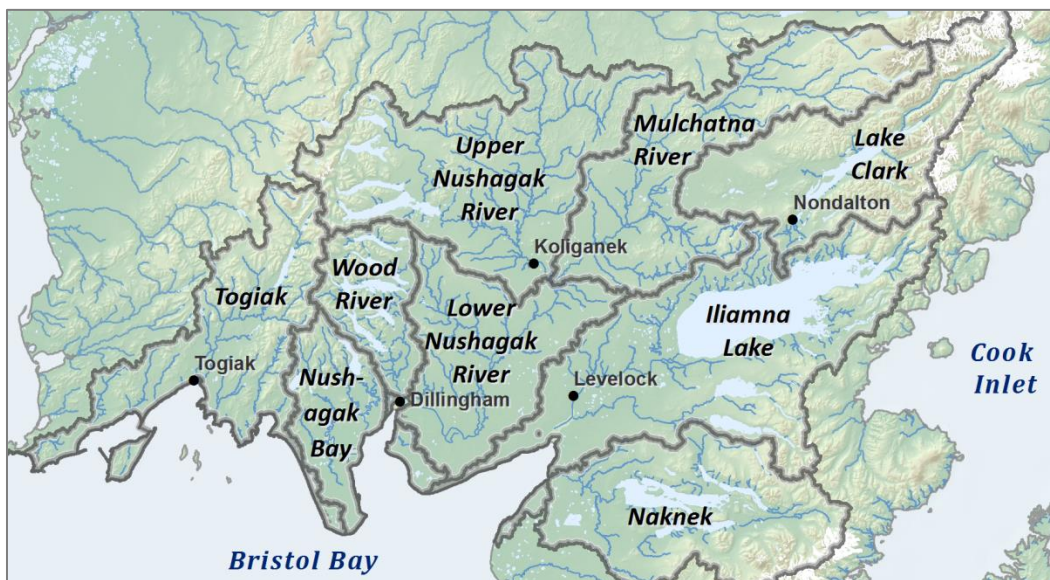 Upper
Nushagak
River
Mulchatna
River
Lake
Clark
Nondalton
Koliganek
Wood
River
Togiak
Lower
Nushagak
River
Iliamna
Lake
Cook
Inlet
Togiak
Nush-
agak
Bay
Dillingham
Levelock
Naknek
Bristol Bay